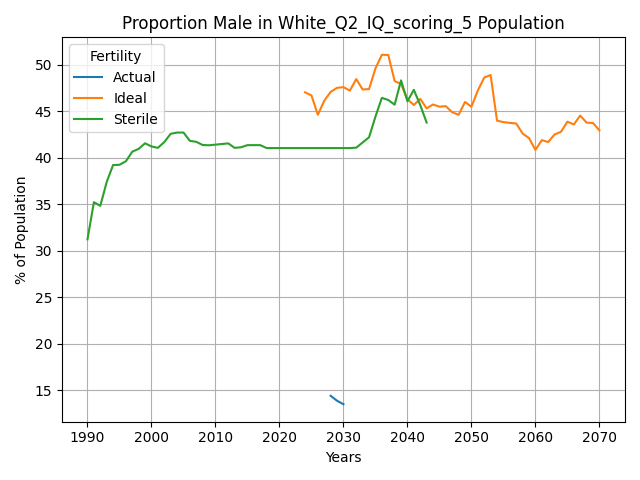 Proportion Male in White_Q2_IQ_scoring_5 Population
Fertility
Actual
Ideal
Sterile
% of Population
50
45
40
35
30
25
20
15
1990 2000 2010 2020 2030 2040 2050 2060 2070
Years